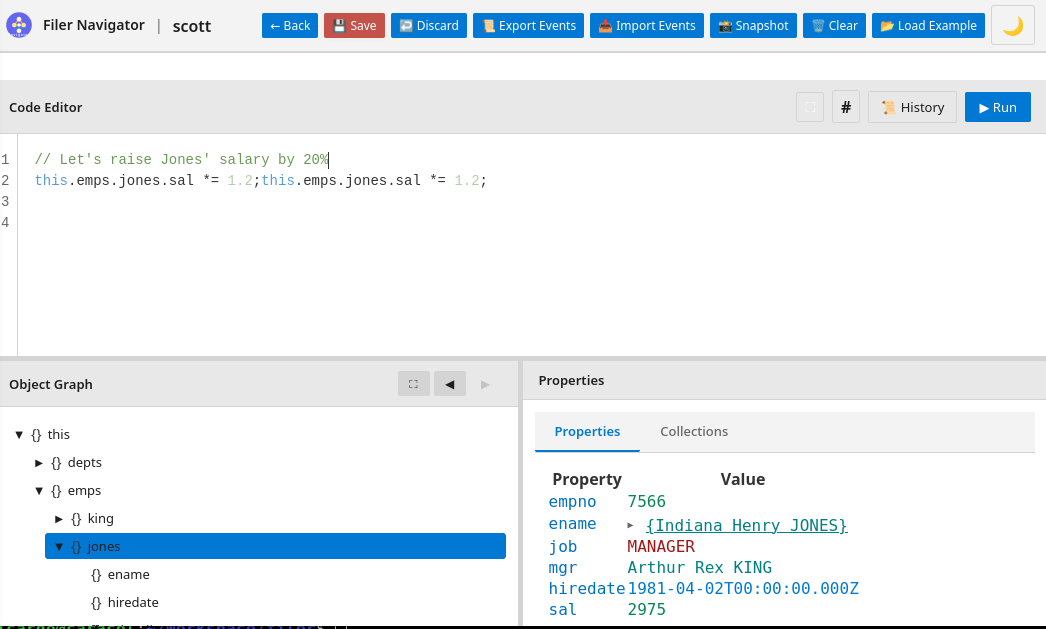 Filer Navigator | scott
← Back 💾 Save ↩️ Discard 📜 Export Events 📥 Import Events 📸 Snapshot 🗑️ Clear 📂 Load Example 🌙
Code Editor
⛶ # 📜 History ▶ Run
1 // Let's raise Jones' salary by 20%
2 this.emps.jones.sal *= 1.2;this.emps.jones.sal *= 1.2;
3
4
Object Graph ⛶ ◀ ▶
▼ {} this
▶ {} depts
▼ {} emps
▶ {} king
▼ {} jones
{} ename
{} hiredate
Properties
Properties Collections
Property Value
empno 7566
ename ▸ {Indiana Henry JONES}
job MANAGER
mgr Arthur Rex KING
hiredate 1981-04-02T00:00:00.000Z
sal 2975